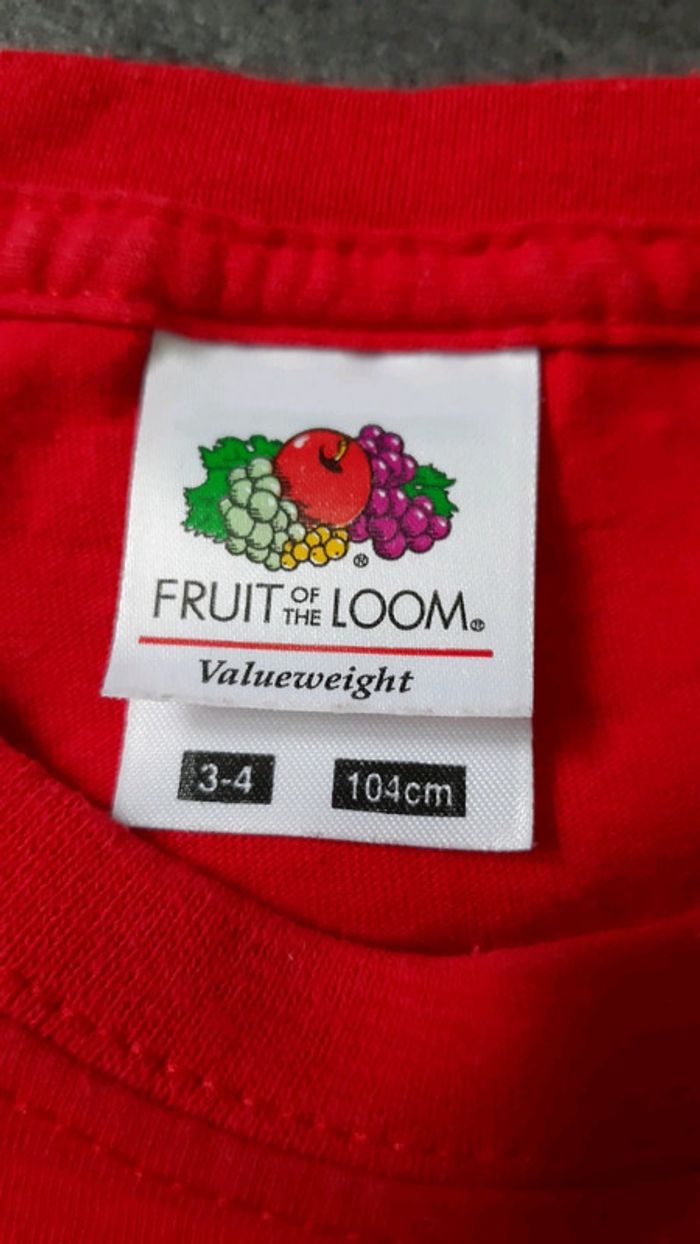 ®
FRUIT OF THE LOOM®
Valueweight
3-4 104cm